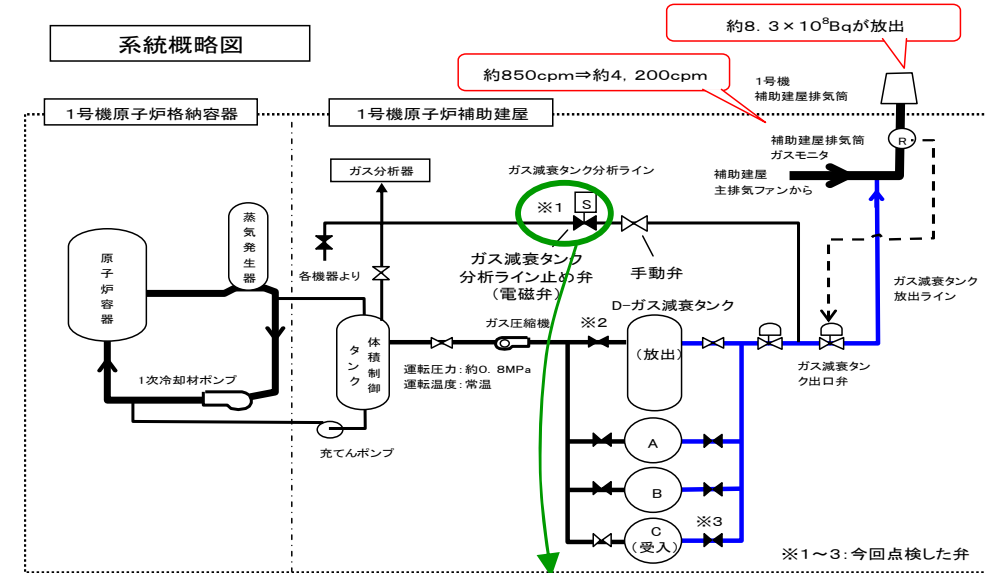 系統概略図
約8.3×10⁸Bqが放出
約850cpm⇒約4,200cpm
1号機
補助建屋排気筒
1号機原子炉格納容器
1号機原子炉補助建屋
補助建屋排気筒
ガスモニタ
R
補助建屋
主排気ファンから
ガス分析器
ガス減衰タンク分析ライン
※1
S
蒸気発生器
原子炉容器
各機器より
ガス減衰タンク
分析ライン止め弁
(電磁弁)
手動弁
ガス減衰タンク
放出ライン
D-ガス減衰タンク
ガス圧縮機
※2
(放出)
体積制御
タンク
運転圧力:約0.8MPa
運転温度:常温
ガス減衰タン
ク出口弁
1次冷却材ポンプ
充てんポンプ
A
B
C
(受入)
※3
※1~3:今回点検した弁